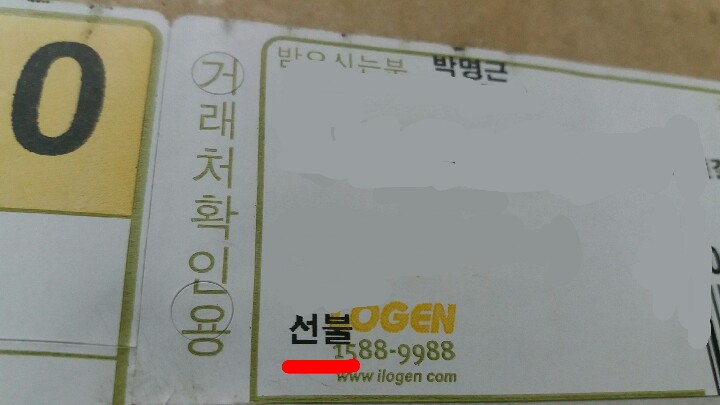 0
거래처확인용
받으시는분 박명근
선불
LOGEN
1588-9988
www ilogen com